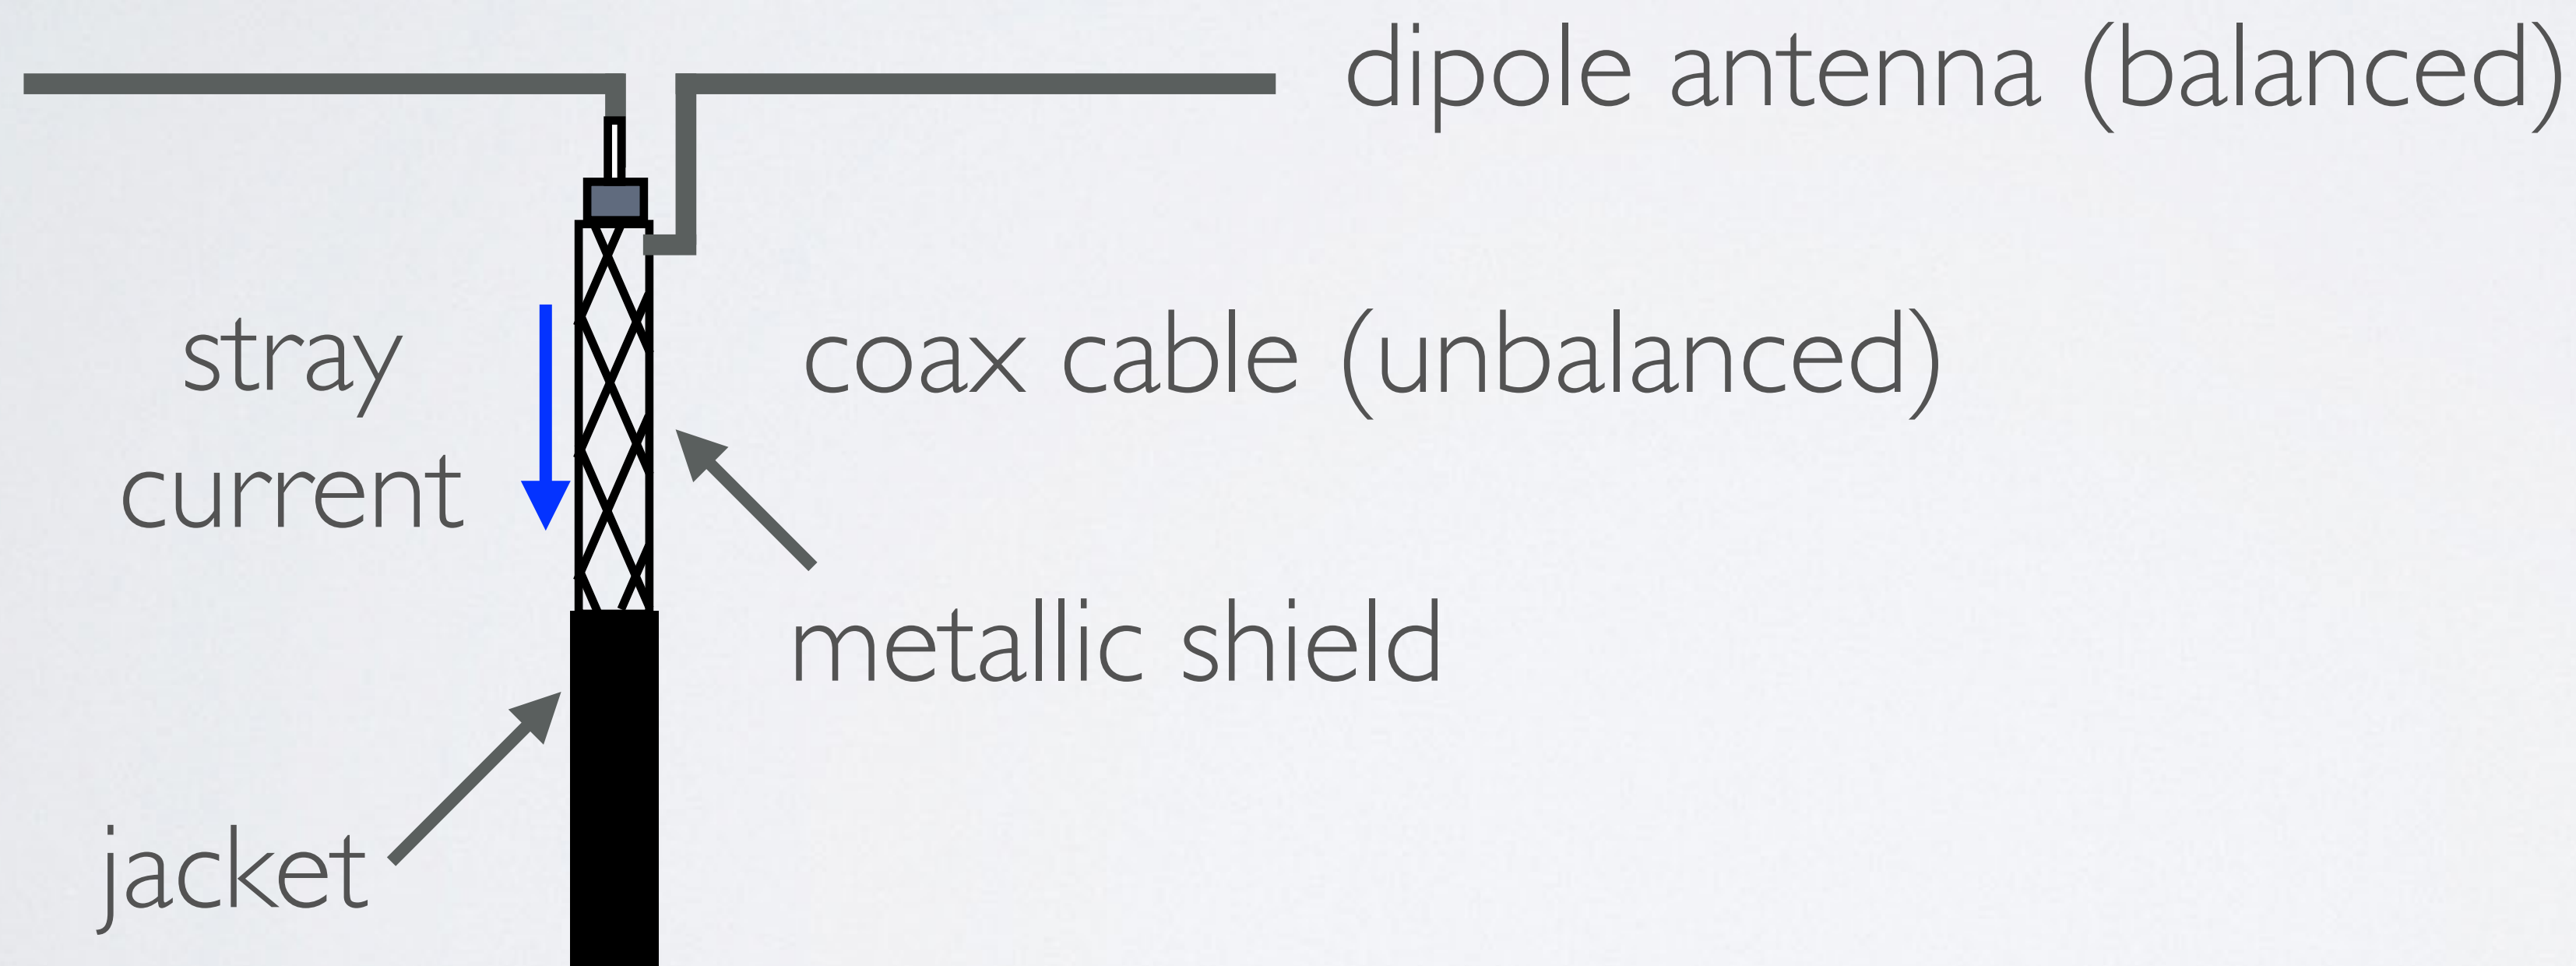 dipole antenna (balanced)
stray
current
coax cable (unbalanced)
metallic shield
jacket